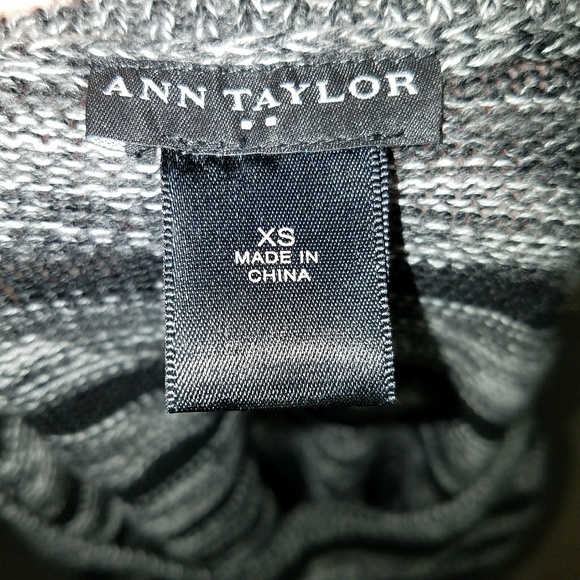 ANN TAYLOR
XS
MADE IN
CHINA